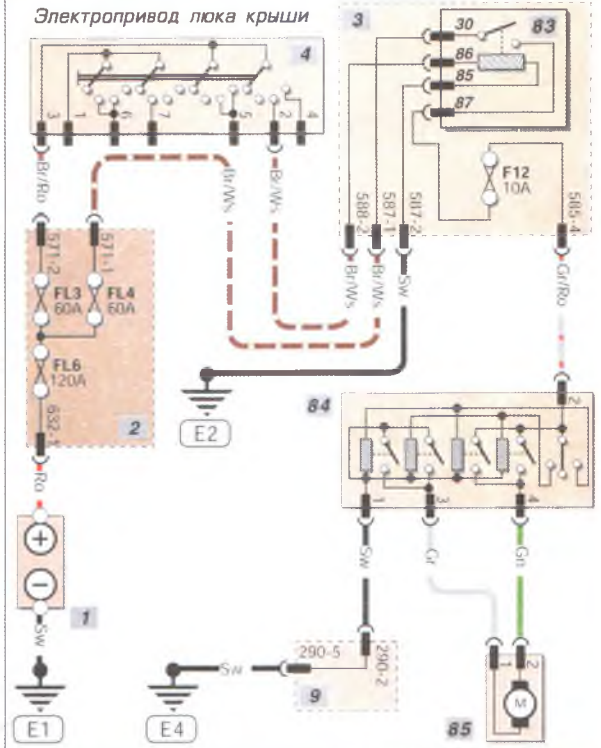 Электропривод люка крыши
4
3
83
30
86
85
87
F12
10A
3
1
6
7
5
2
4
Br/Ro
Br/Ws
Br/Ws
588-2
587-1
587-2
585-4
Br/Ws
Br/Ws
Sw
Gr/Ro
571-2
571-1
FL3
60A
FL4
60A
FL6
120A
632-1
2
E2
84
2
Ro
1
3
4
+
−
1
Sw
Sw
Gr
Gn
E1
290-5
290-2
Sw
9
E4
1
2
M
85